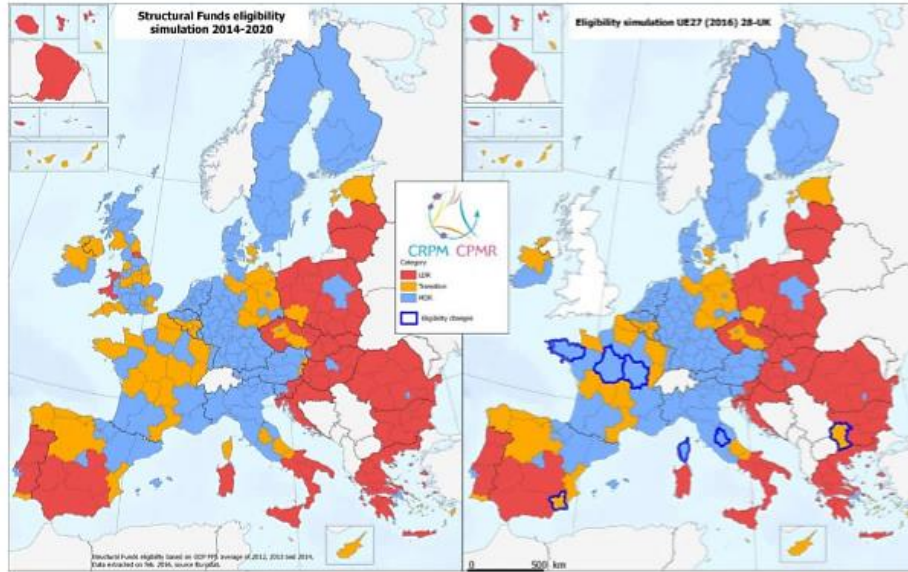 Structural Funds eligibility
simulation 2014-2020
Eligibility simulation UE27 (2016) 28-UK
CRPM CPMR
Category
LDR
Transition
MDR
Eligibility changes
Structural Funds eligibility based on GDP PPS average of 2012, 2013 and 2014.
Data extracted on feb. 2016, source Eurostat.
0 500 km